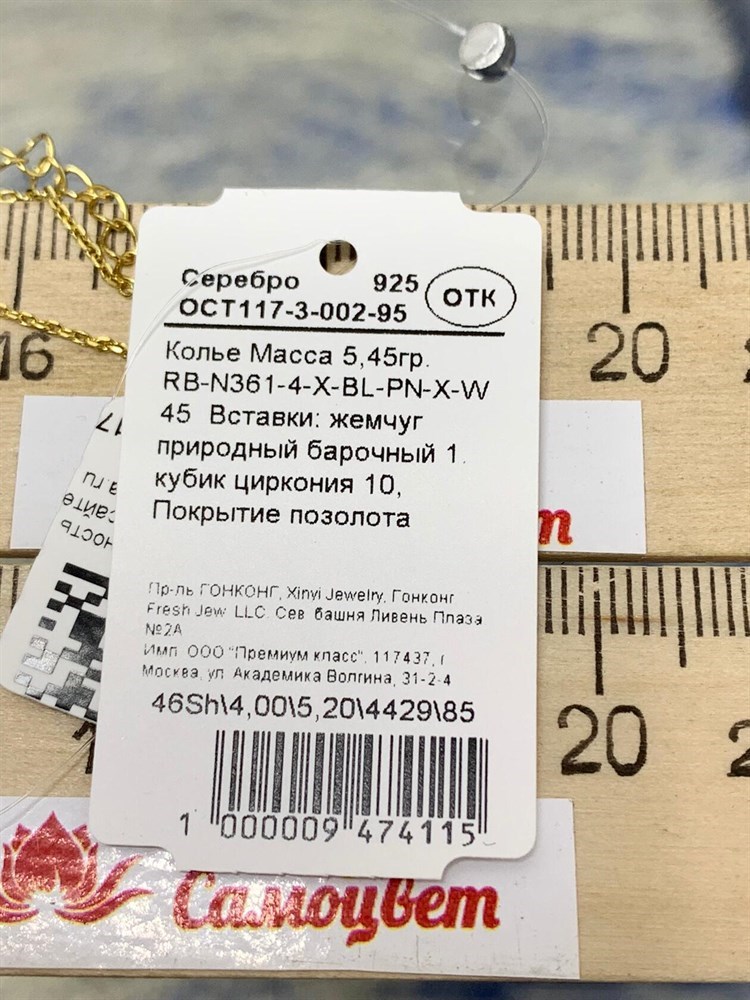 Серебро 925
ОСТ117-3-002-95
ОТК
Колье Масса 5,45гр.
RB-N361-4-X-BL-PN-X-W
45 Вставки: жемчуг
природный барочный 1
кубик циркония 10,
Покрытие позолота
Пр-ль ГОНКОНГ, Xinyi Jewelry, Гонконг
Fresh Jew LLC. Сев башня Ливень Плаза
№2А
Имп. ООО "Премиум класс", 117437, г
Москва, ул Академика Волгина, 31-2-4
46Sh\4,00\5,20\4429\85
1 000009 474115
16
20
20
Самоцвет